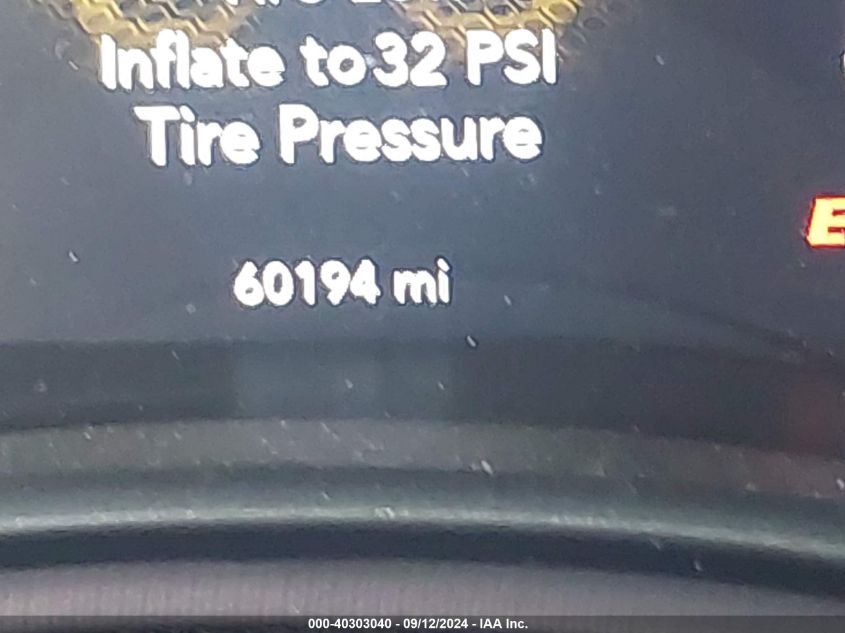 Inflate to 32 PSI
Tire Pressure
E
60194 mi
000-40303040 - 09/12/2024 - IAA Inc.